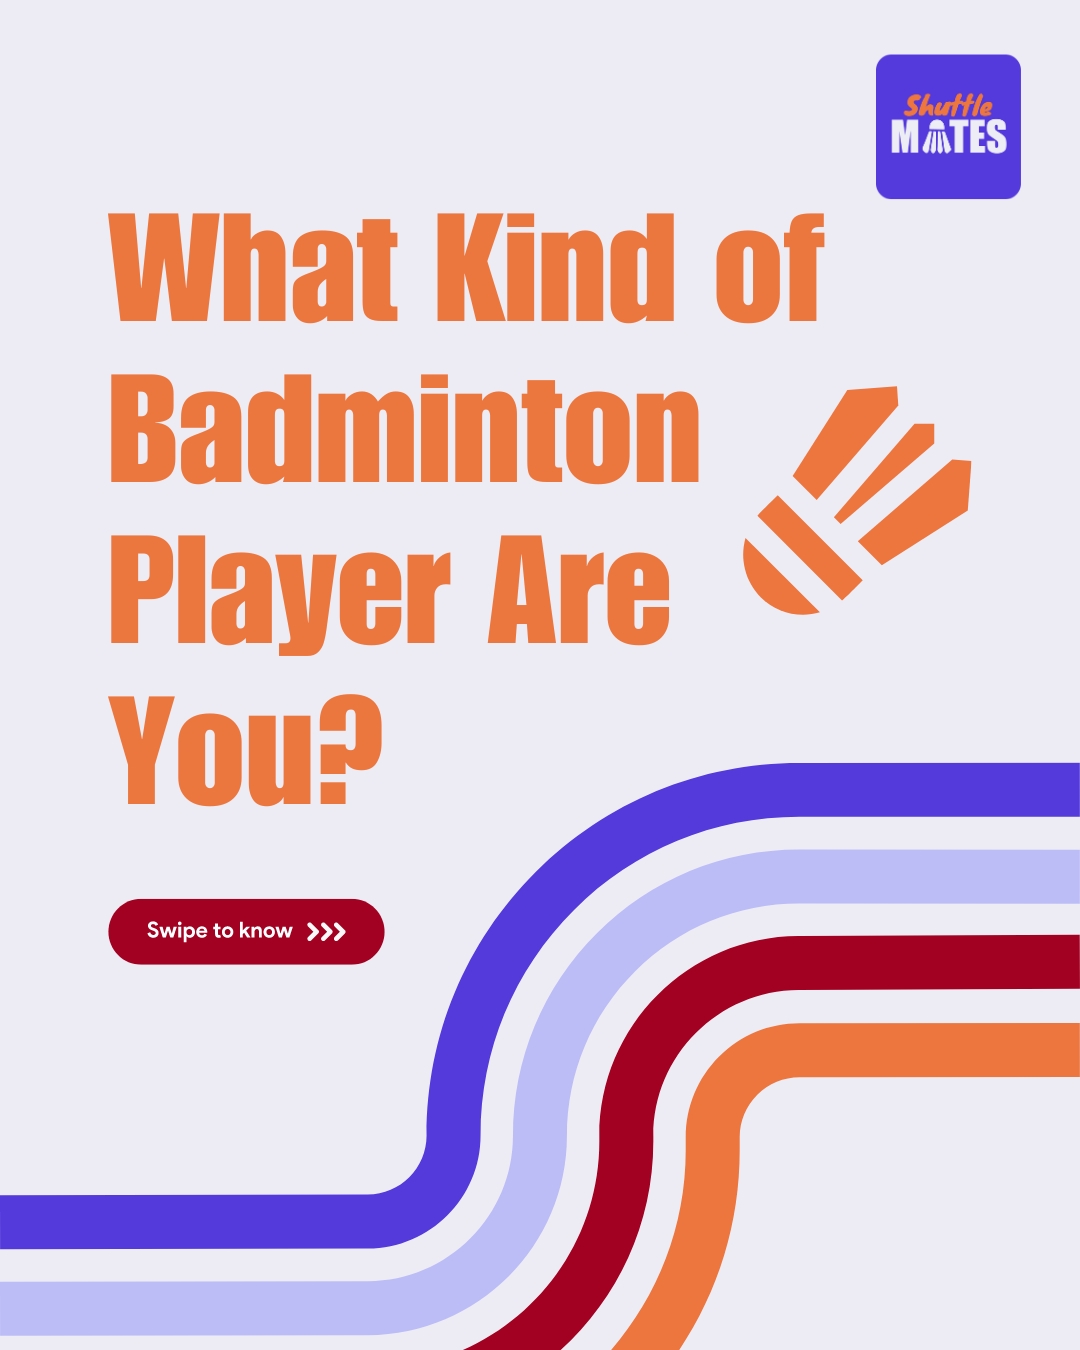 Shuttle
MATES
What Kind of
Badminton
Player Are
You?
Swipe to know